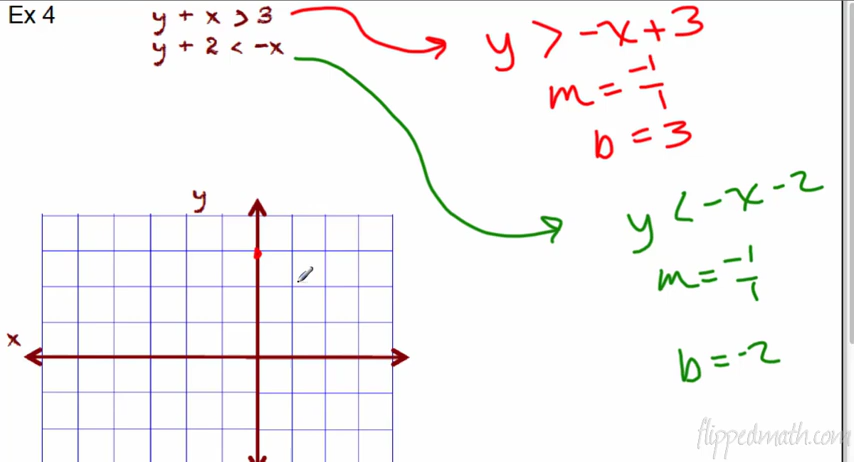 Ex 4
y + x > 3
y + 2 < -x
y > -x + 3
m = -1/1
b = 3
y < -x - 2
m = -1/1
b = -2
y
x
flippedmath.com